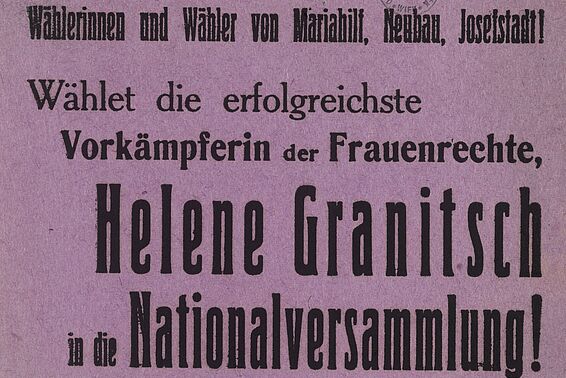 Wählerinnen und Wähler von Mariahilf, Neubau, Josefstadt!
Wählet die erfolgreichste
Vorkämpferin der Frauenrechte,
Helene Granitsch
in die Nationalversammlung!